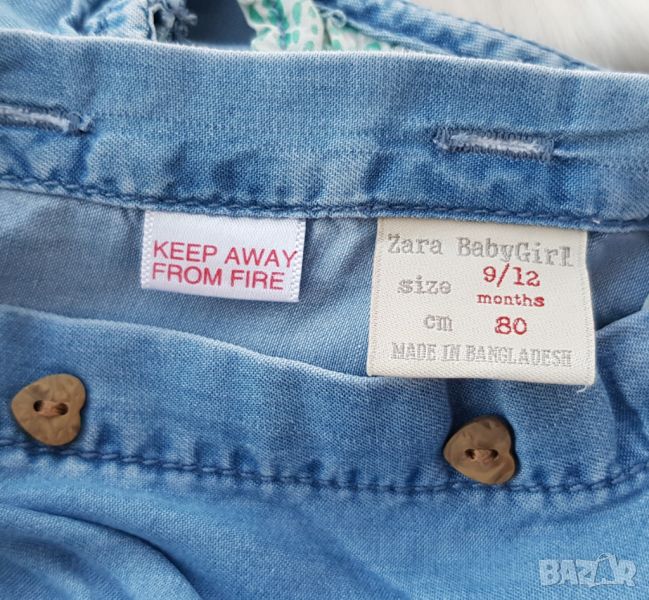 KEEP AWAY
FROM FIRE
Zara BabyGirl
size 9/12
months
cm 80
MADE IN BANGLADESH
BAZAR